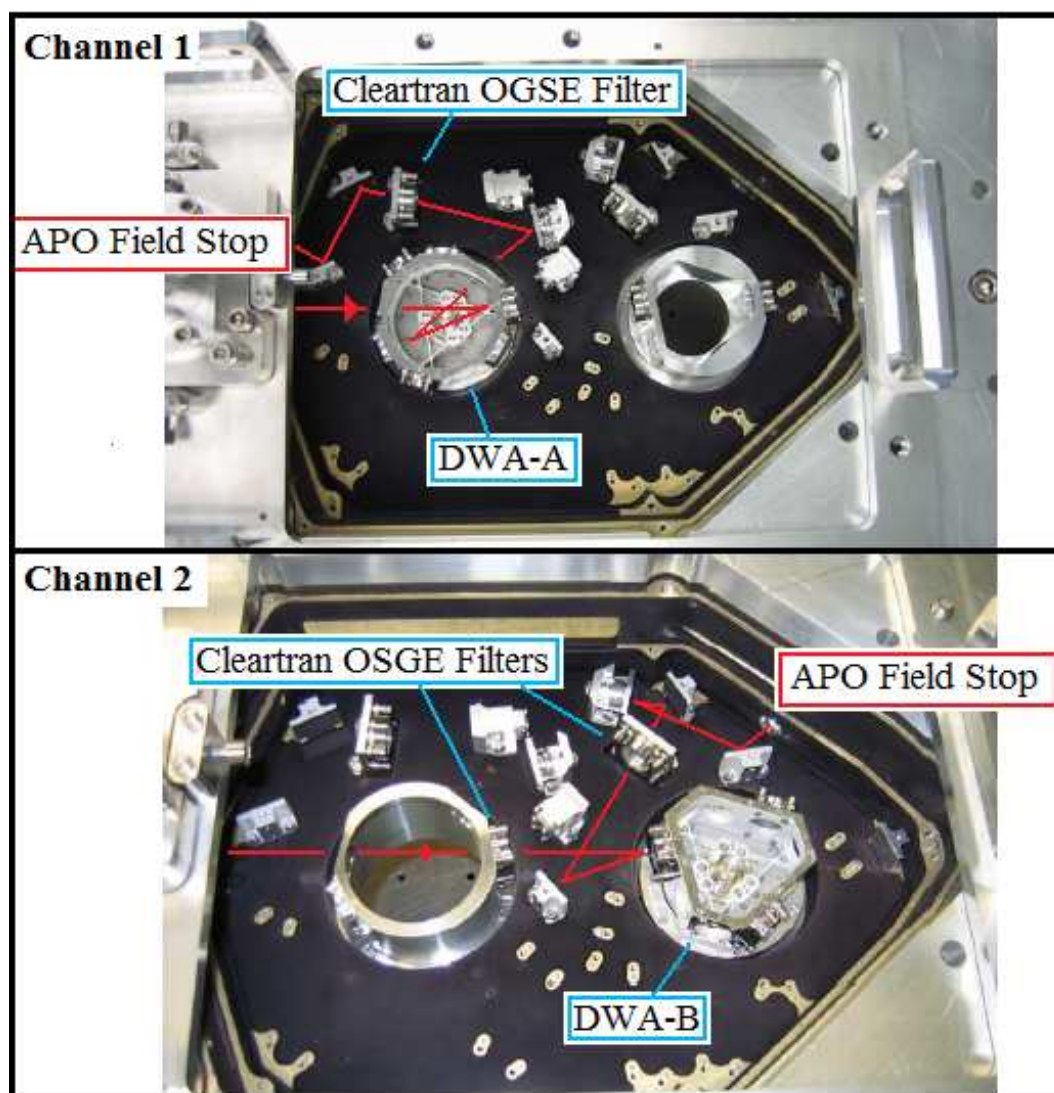 Channel 1
Cleartran OGSE Filter
APO Field Stop
DWA-A
Channel 2
Cleartran OSGE Filters
APO Field Stop
DWA-B